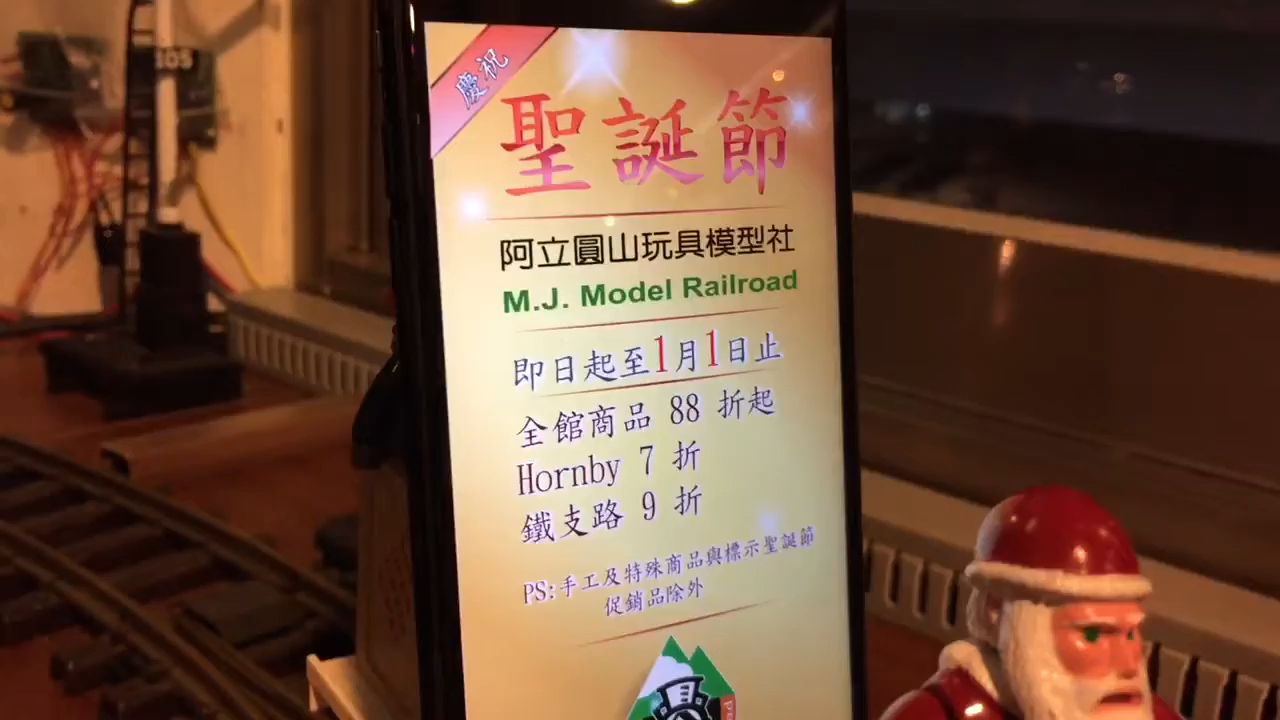 105
慶祝
聖誕節
阿立圓山玩具模型社
M.J. Model Railroad
即日起至1月1日止
全館商品 88 折起
Hornby 7 折
鐵支路 9 折
PS:手工及特殊商品與標示聖誕節
促銷品除外